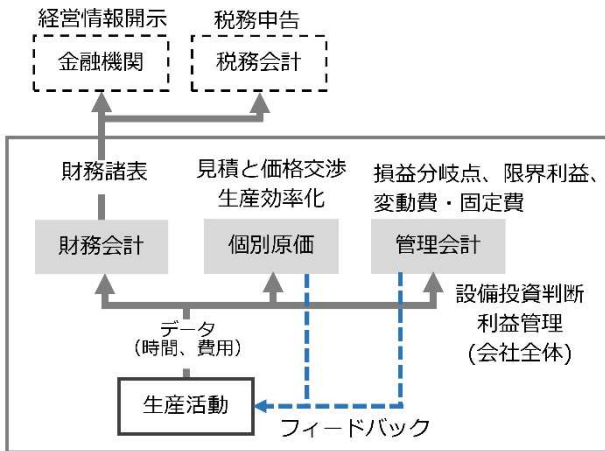 経営情報開示
税務申告
金融機関
税務会計
財務諸表
見積と価格交渉
生産効率化
損益分岐点、限界利益、
変動費・固定費
財務会計
個別原価
管理会計
設備投資判断
利益管理
(会社全体)
データ
（時間、費用）
生産活動
フィードバック